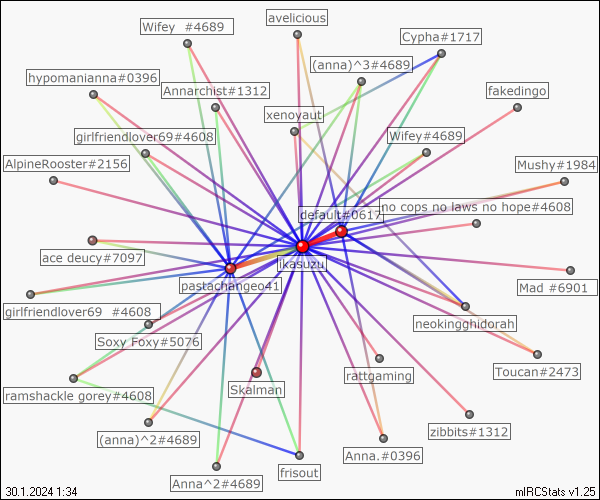 avelicious
Wifey  #4689
Cypha#1717
(anna)^3#4689
hypomanianna#0396
Annarchist#1312
fakedingo
xenoyaut
girlfriendlover69#4608
Wifey#4689
AlpineRooster#2156
Mushy#1984
no cops no laws no hope#4608
default#0617
ace deucy#7097
ikasuzu
pastachangeo41
Mad #6901
girlfriendlover69  #4608
neokingghidorah
Soxy Foxy#5076
Toucan#2473
rattgaming
Skalman
ramshackle gorey#4608
zibbits#1312
(anna)^2#4689
Anna.#0396
frisout
Anna^2#4689
30.1.2024 1:34
mIRCStats v1.25